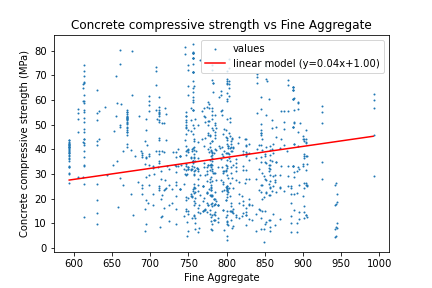 Concrete compressive strength vs Fine Aggregate
values
linear model (y=0.04x+1.00)
Concrete compressive strength (MPa)
80
70
60
50
40
30
20
10
0
600 650 700 750 800 850 900 950 1000
Fine Aggregate